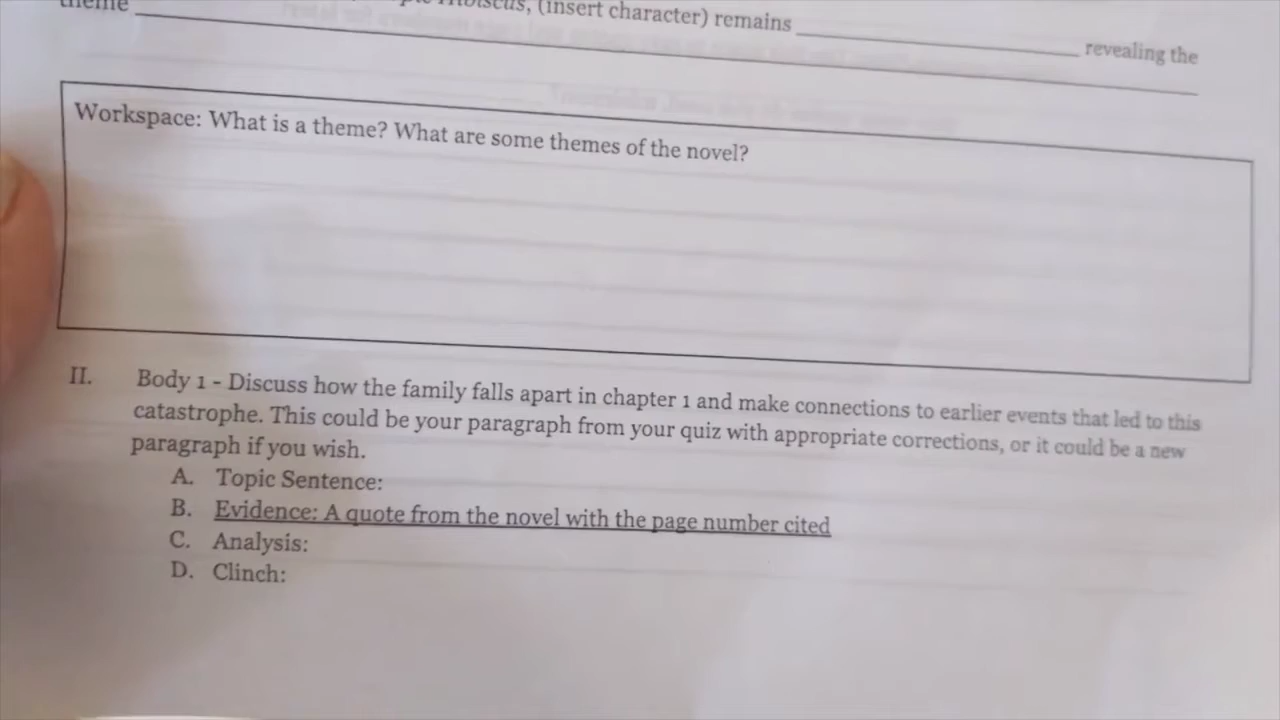 (insert character) remains ____ revealing the
theme ____
Workspace: What is a theme? What are some themes of the novel?
II. Body 1 - Discuss how the family falls apart in chapter 1 and make connections to earlier events that led to this
catastrophe. This could be your paragraph from your quiz with appropriate corrections, or it could be a new
paragraph if you wish.
A. Topic Sentence:
B. Evidence: A quote from the novel with the page number cited
C. Analysis:
D. Clinch: